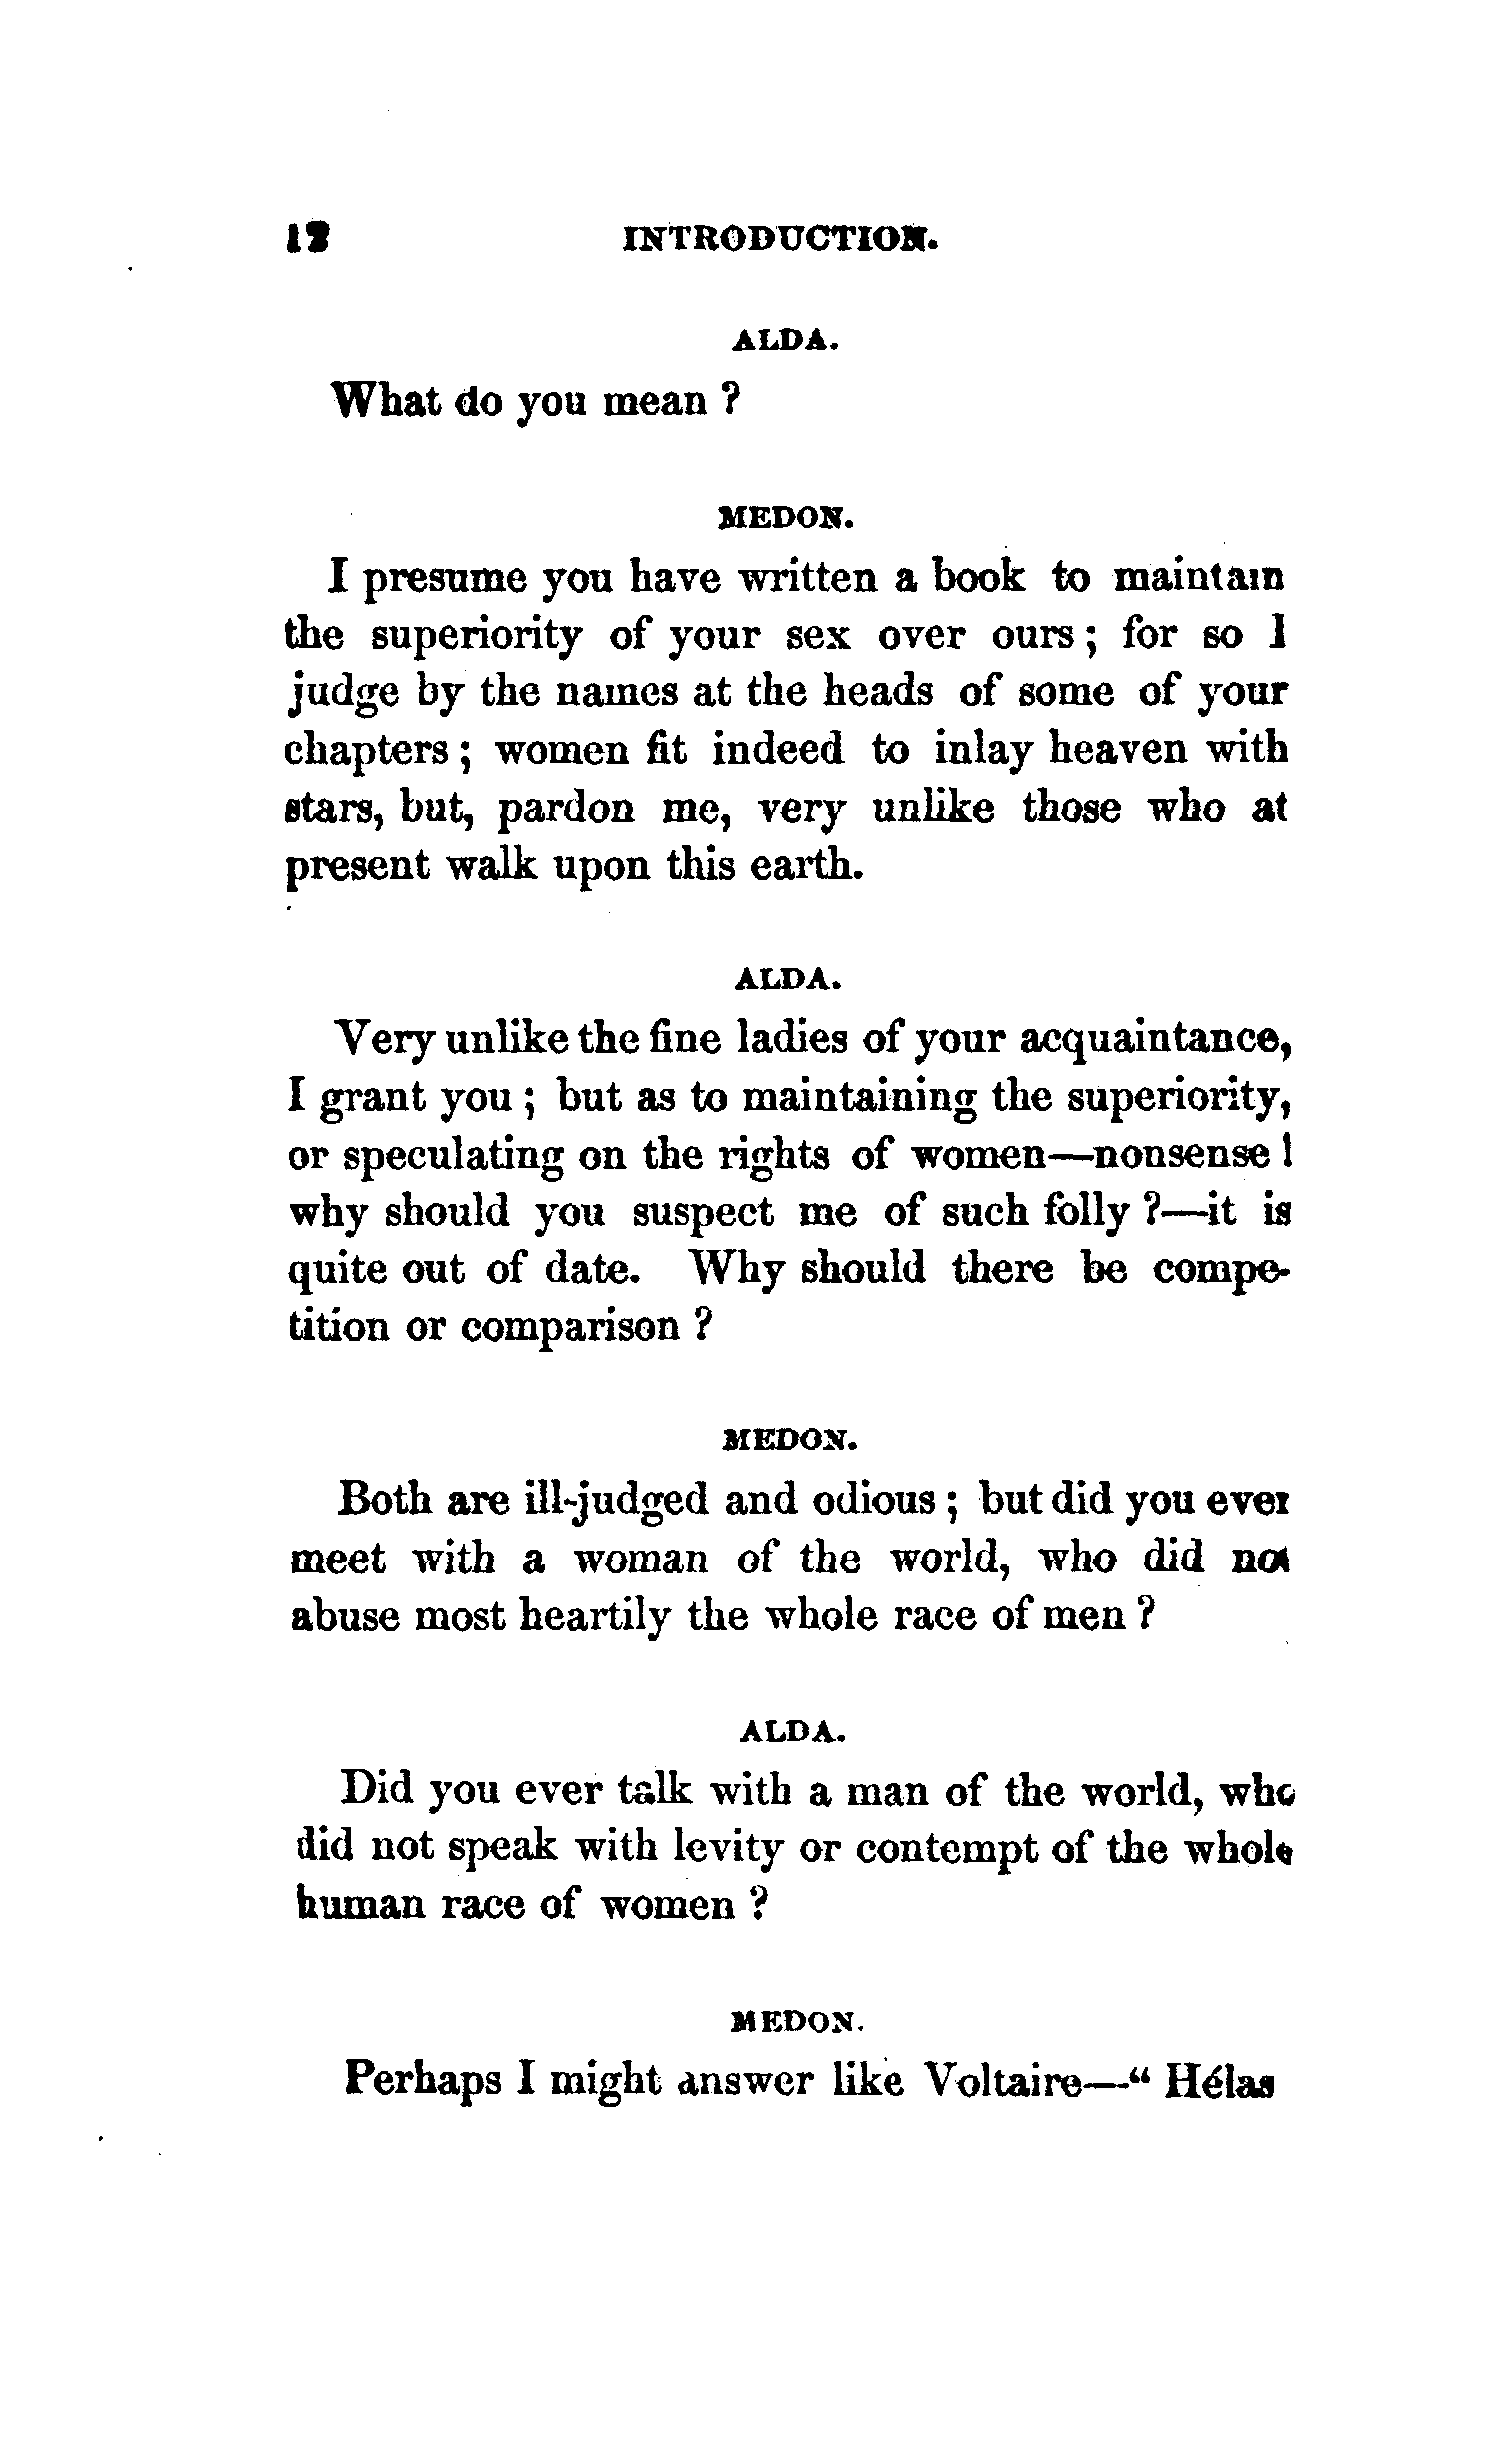 12 INTRODUCTION.
ALDA.
What do you mean ?
MEDON.
I presume you have written a book to maintain
the superiority of your sex over ours ; for so I
judge by the names at the heads of some of your
chapters ; women fit indeed to inlay heaven with
stars, but, pardon me, very unlike those who at
present walk upon this earth.
ALDA.
Very unlike the fine ladies of your acquaintance,
I grant you ; but as to maintaining the superiority,
or speculating on the rights of women—nonsense !
why should you suspect me of such folly ?—it is
quite out of date. Why should there be compe-
tition or comparison ?
MEDON.
Both are ill-judged and odious ; but did you ever
meet with a woman of the world, who did not
abuse most heartily the whole race of men ?
ALDA.
Did you ever talk with a man of the world, who
did not speak with levity or contempt of the whole
human race of women ?
MEDON.
Perhaps I might answer like Voltaire—“ Hélas